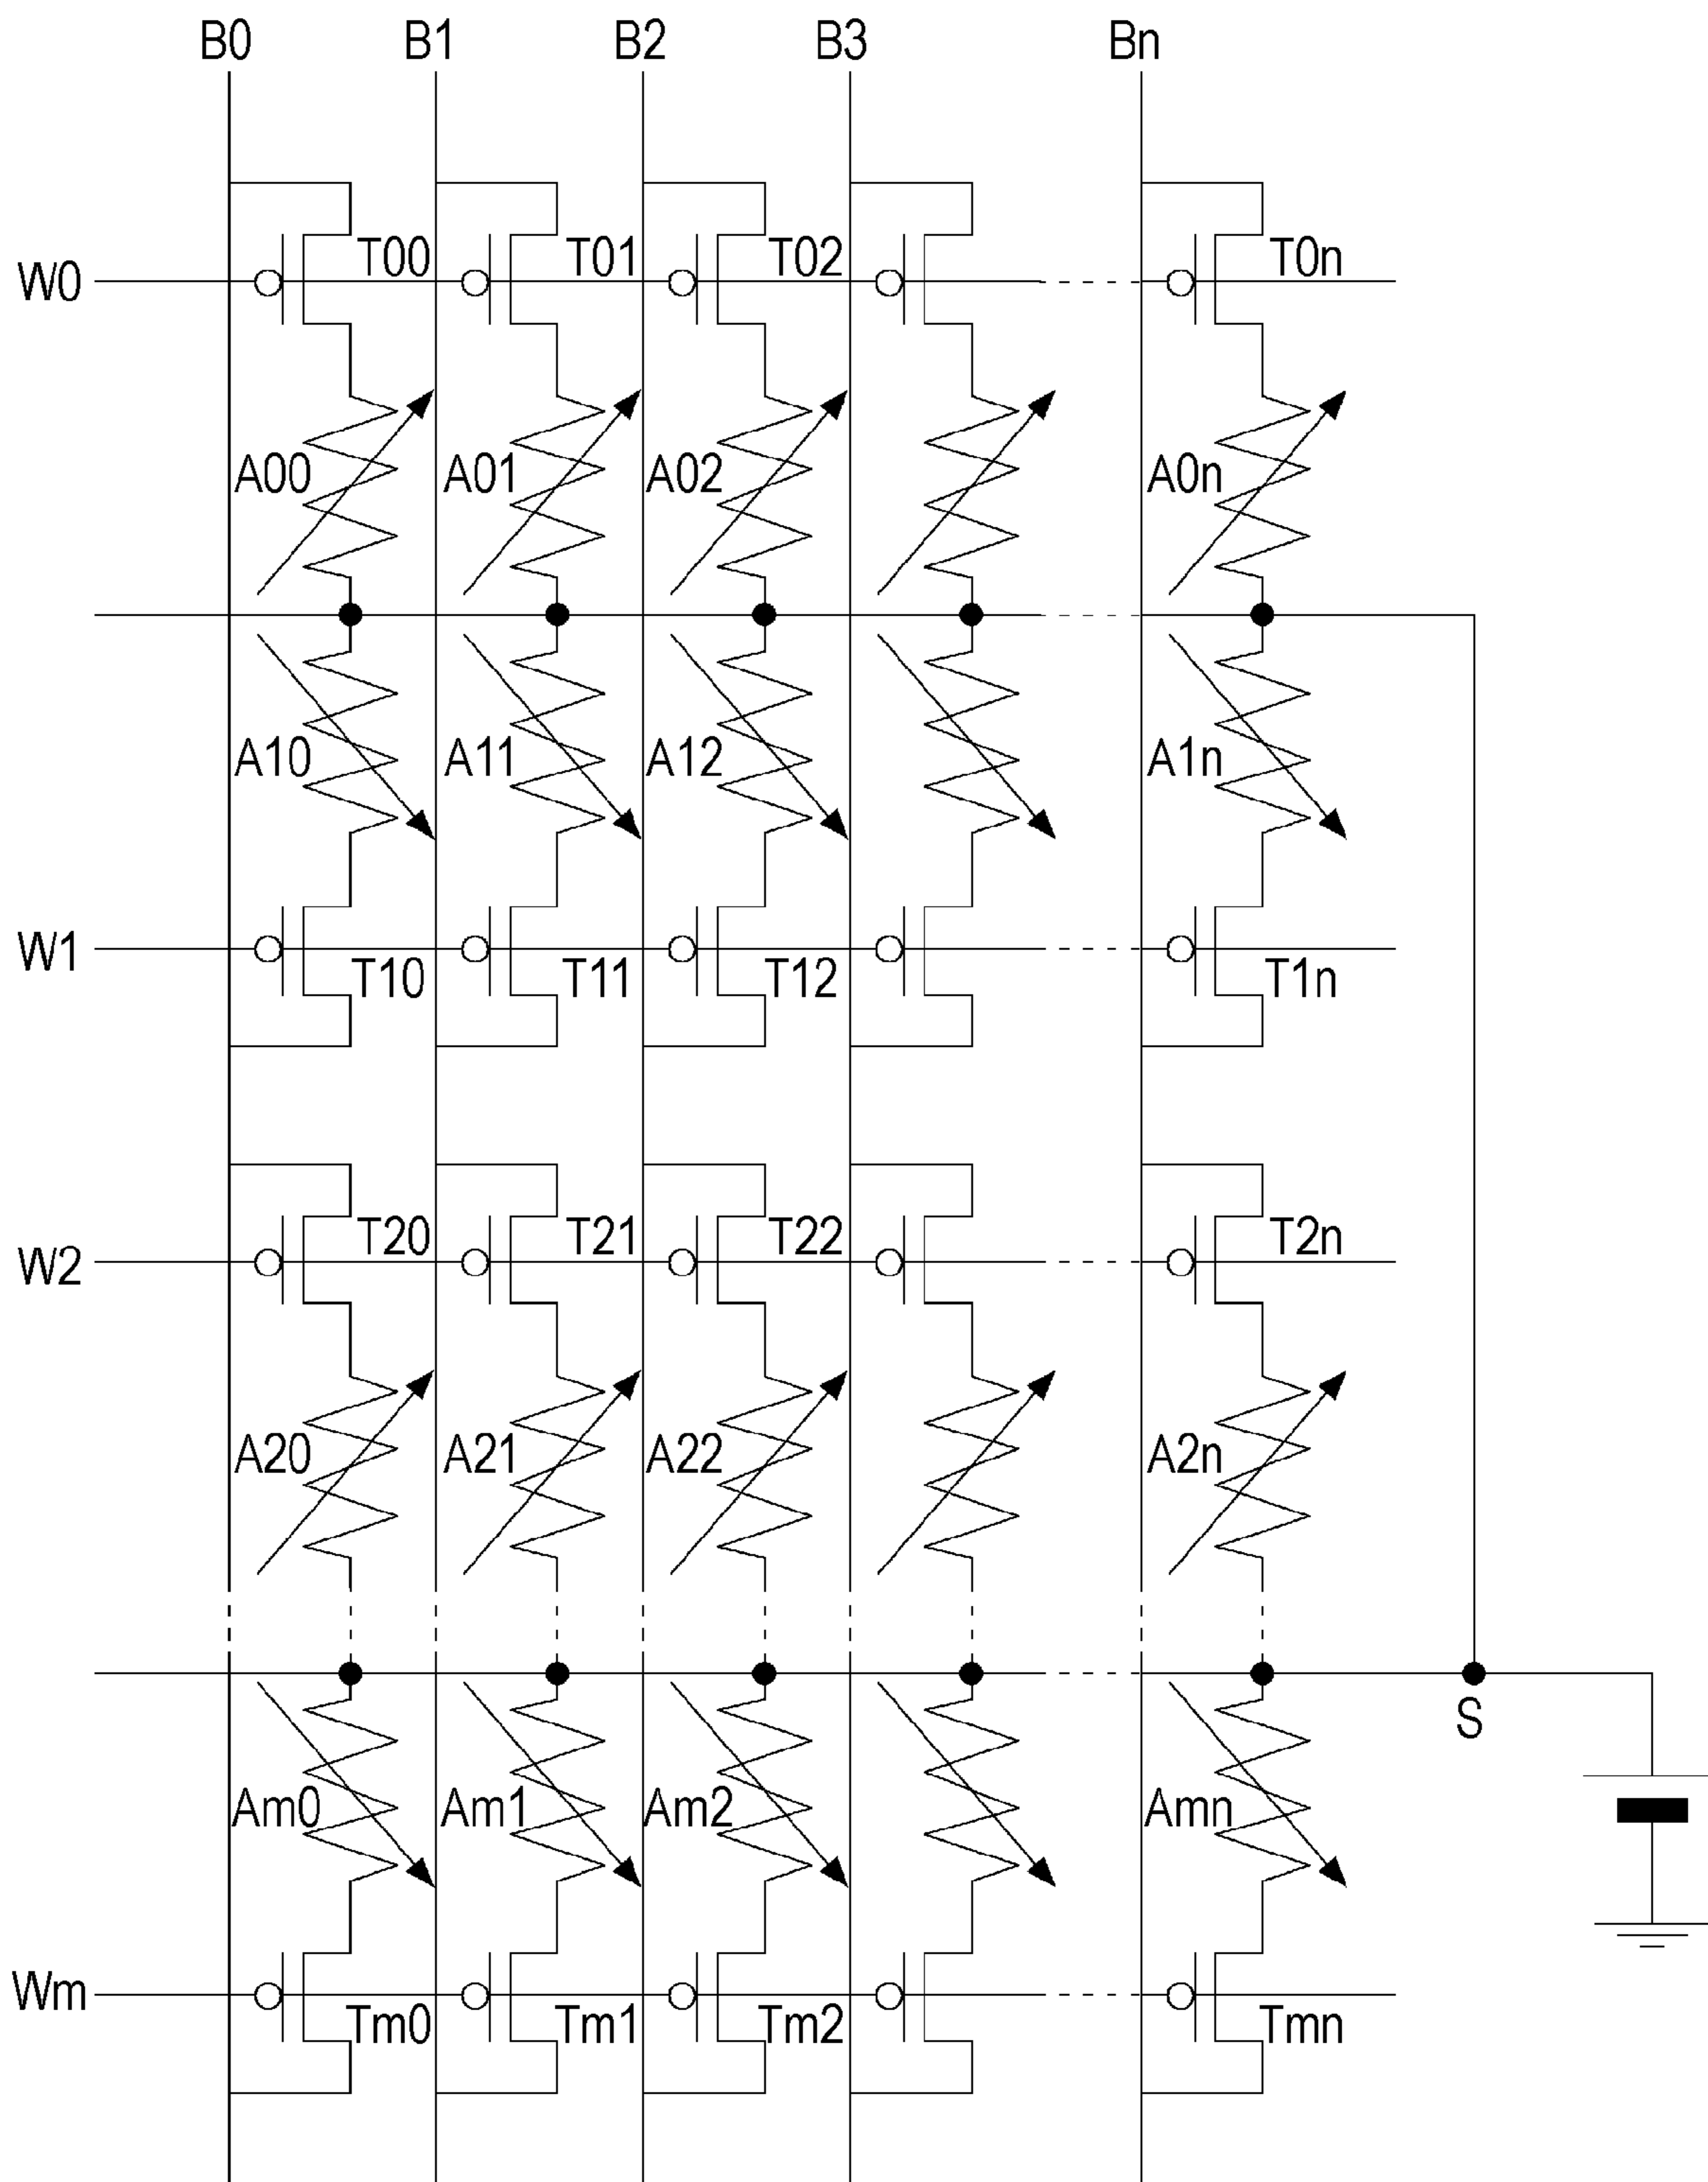 B0 B1 B2 B3 Bn
W0 T00 T01 T02 T0n
A00 A01 A02 A0n
A10 A11 A12 A1n
W1 T10 T11 T12 T1n
W2 T20 T21 T22 T2n
A20 A21 A22 A2n
S
Am0 Am1 Am2 Amn
Wm Tm0 Tm1 Tm2 Tmn